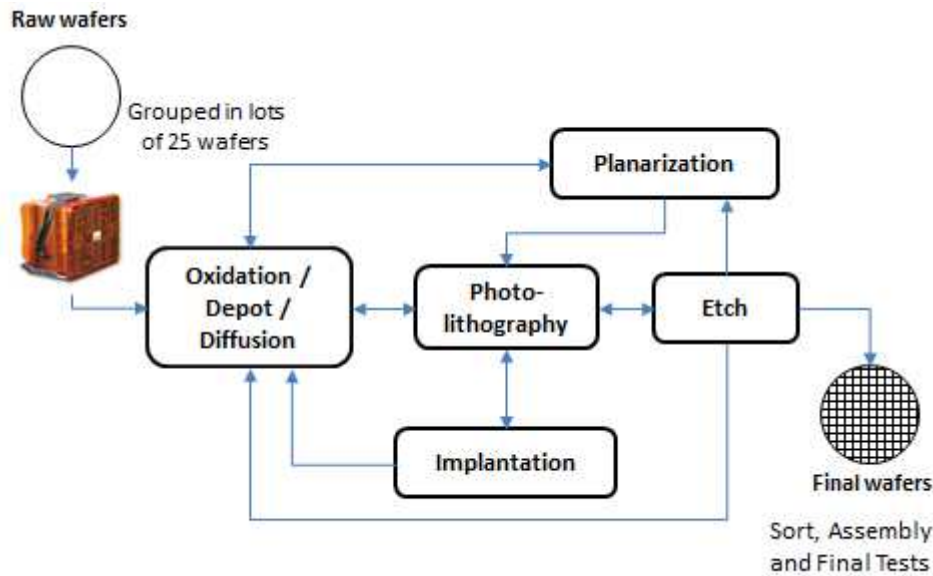 Raw wafers
Grouped in lots
of 25 wafers
Planarization
Oxidation /
Depot /
Diffusion
Photo-
lithography
Etch
Implantation
Final wafers
Sort, Assembly
and Final Tests